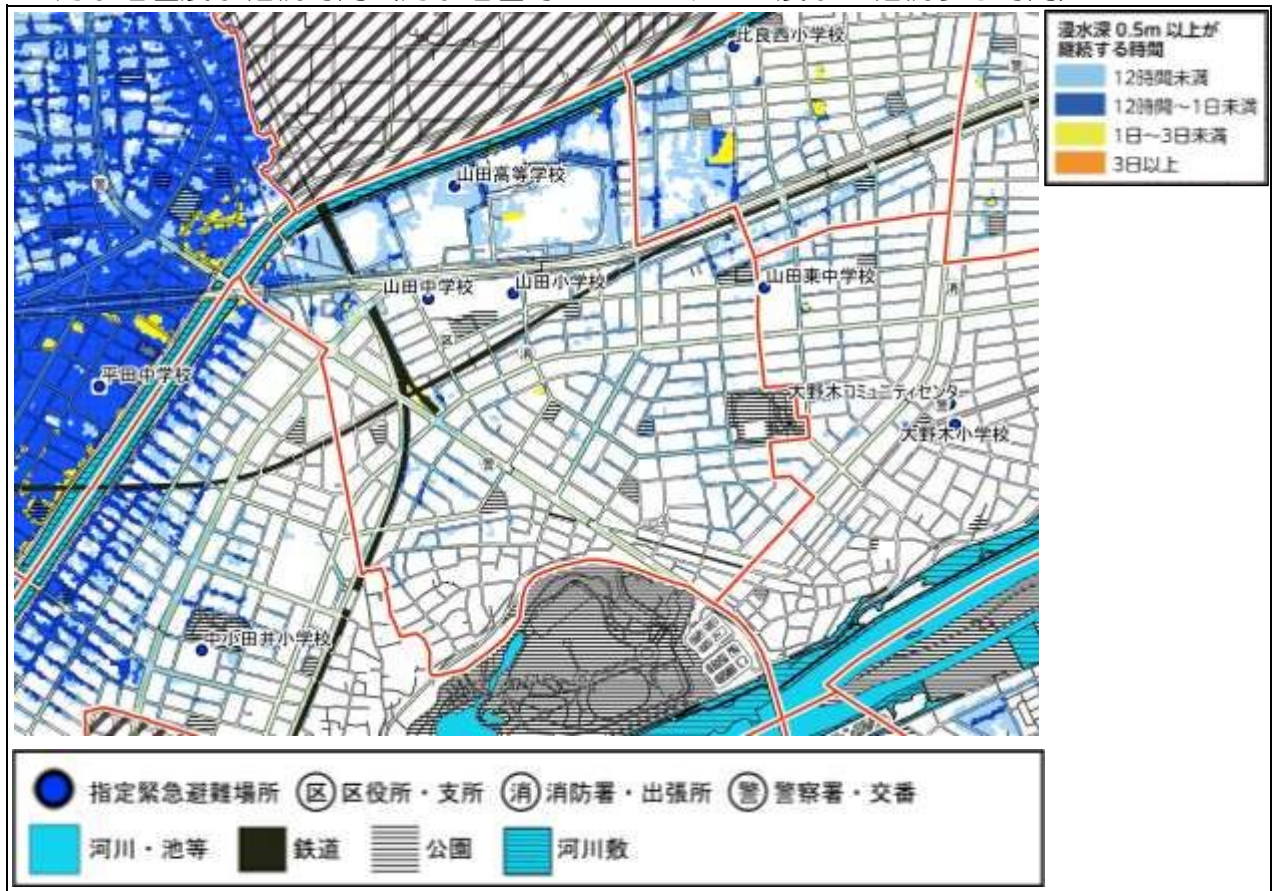 比良西小学校
浸水深 0.5m 以上が
継続する時間
12時間未満
12時間～1日未満
1日～3日未満
3日以上
警
山田高等学校
警
山田中学校
山田小学校
山田東中学校
消
区
消
平田中学校
大野木コミュニティセンター
警
大野木小学校
警
中小田井小学校
指定緊急避難場所
区 区役所・支所
消 消防署・出張所
警 警察署・交番
河川・池等
鉄道
公園
河川敷